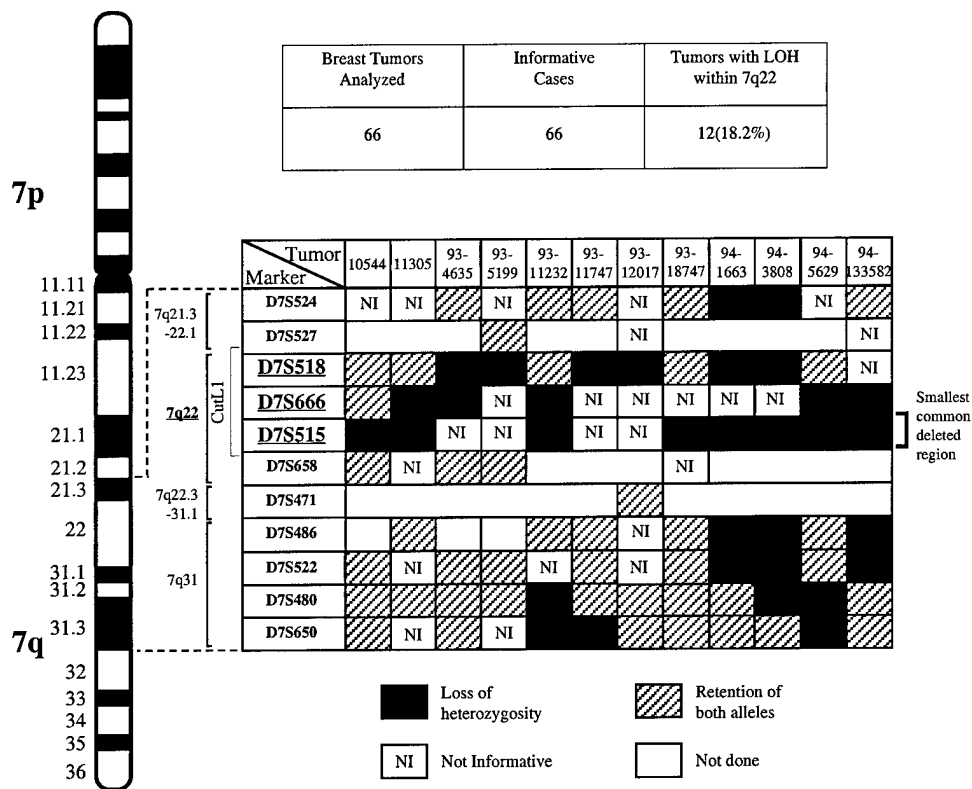 Breast Tumors Analyzed
Informative Cases
Tumors with LOH within 7q22
66
66
12(18.2%)
7p
11.11
11.21
11.22
11.23
21.1
21.2
21.3
22
31.1
31.2
31.3
7q
32
33
34
35
36
7q21.3 -22.1
7q22
CutL1
7q22.3 -31.1
7q31
Tumor
Marker
10544 11305 93-4635 93-5199 93-11232 93-11747 93-12017 93-18747 94-1663 94-3808 94-5629 94-133582
D7S524 NI NI NI NI NI
D7S527 NI NI
D7S518 NI
D7S666 NI NI NI NI NI NI
D7S515 NI NI NI NI
D7S658 NI NI
D7S471
D7S486 NI
D7S522 NI NI NI
D7S480
D7S650 NI NI
Smallest
common
deleted
region
Loss of
heterozygosity
Retention of
both alleles
NI Not Informative
Not done